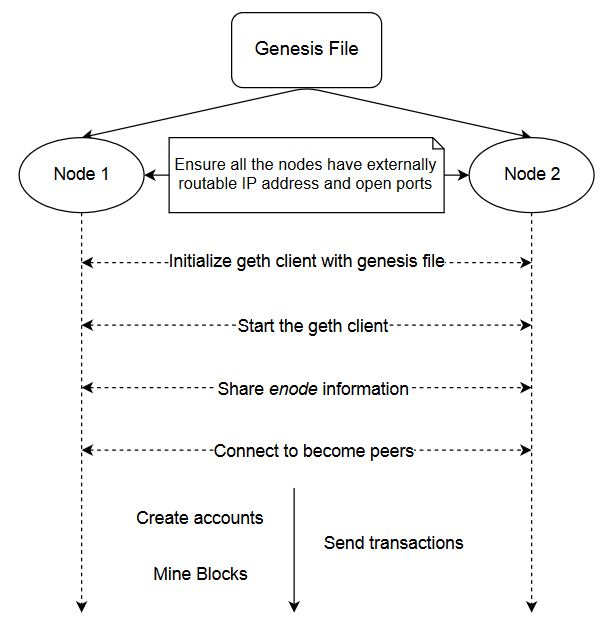 Genesis File
Node 1
Ensure all the nodes have externally
routable IP address and open ports
Node 2
Initialize geth client with genesis file
Start the geth client
Share enode information
Connect to become peers
Create accounts
Send transactions
Mine Blocks